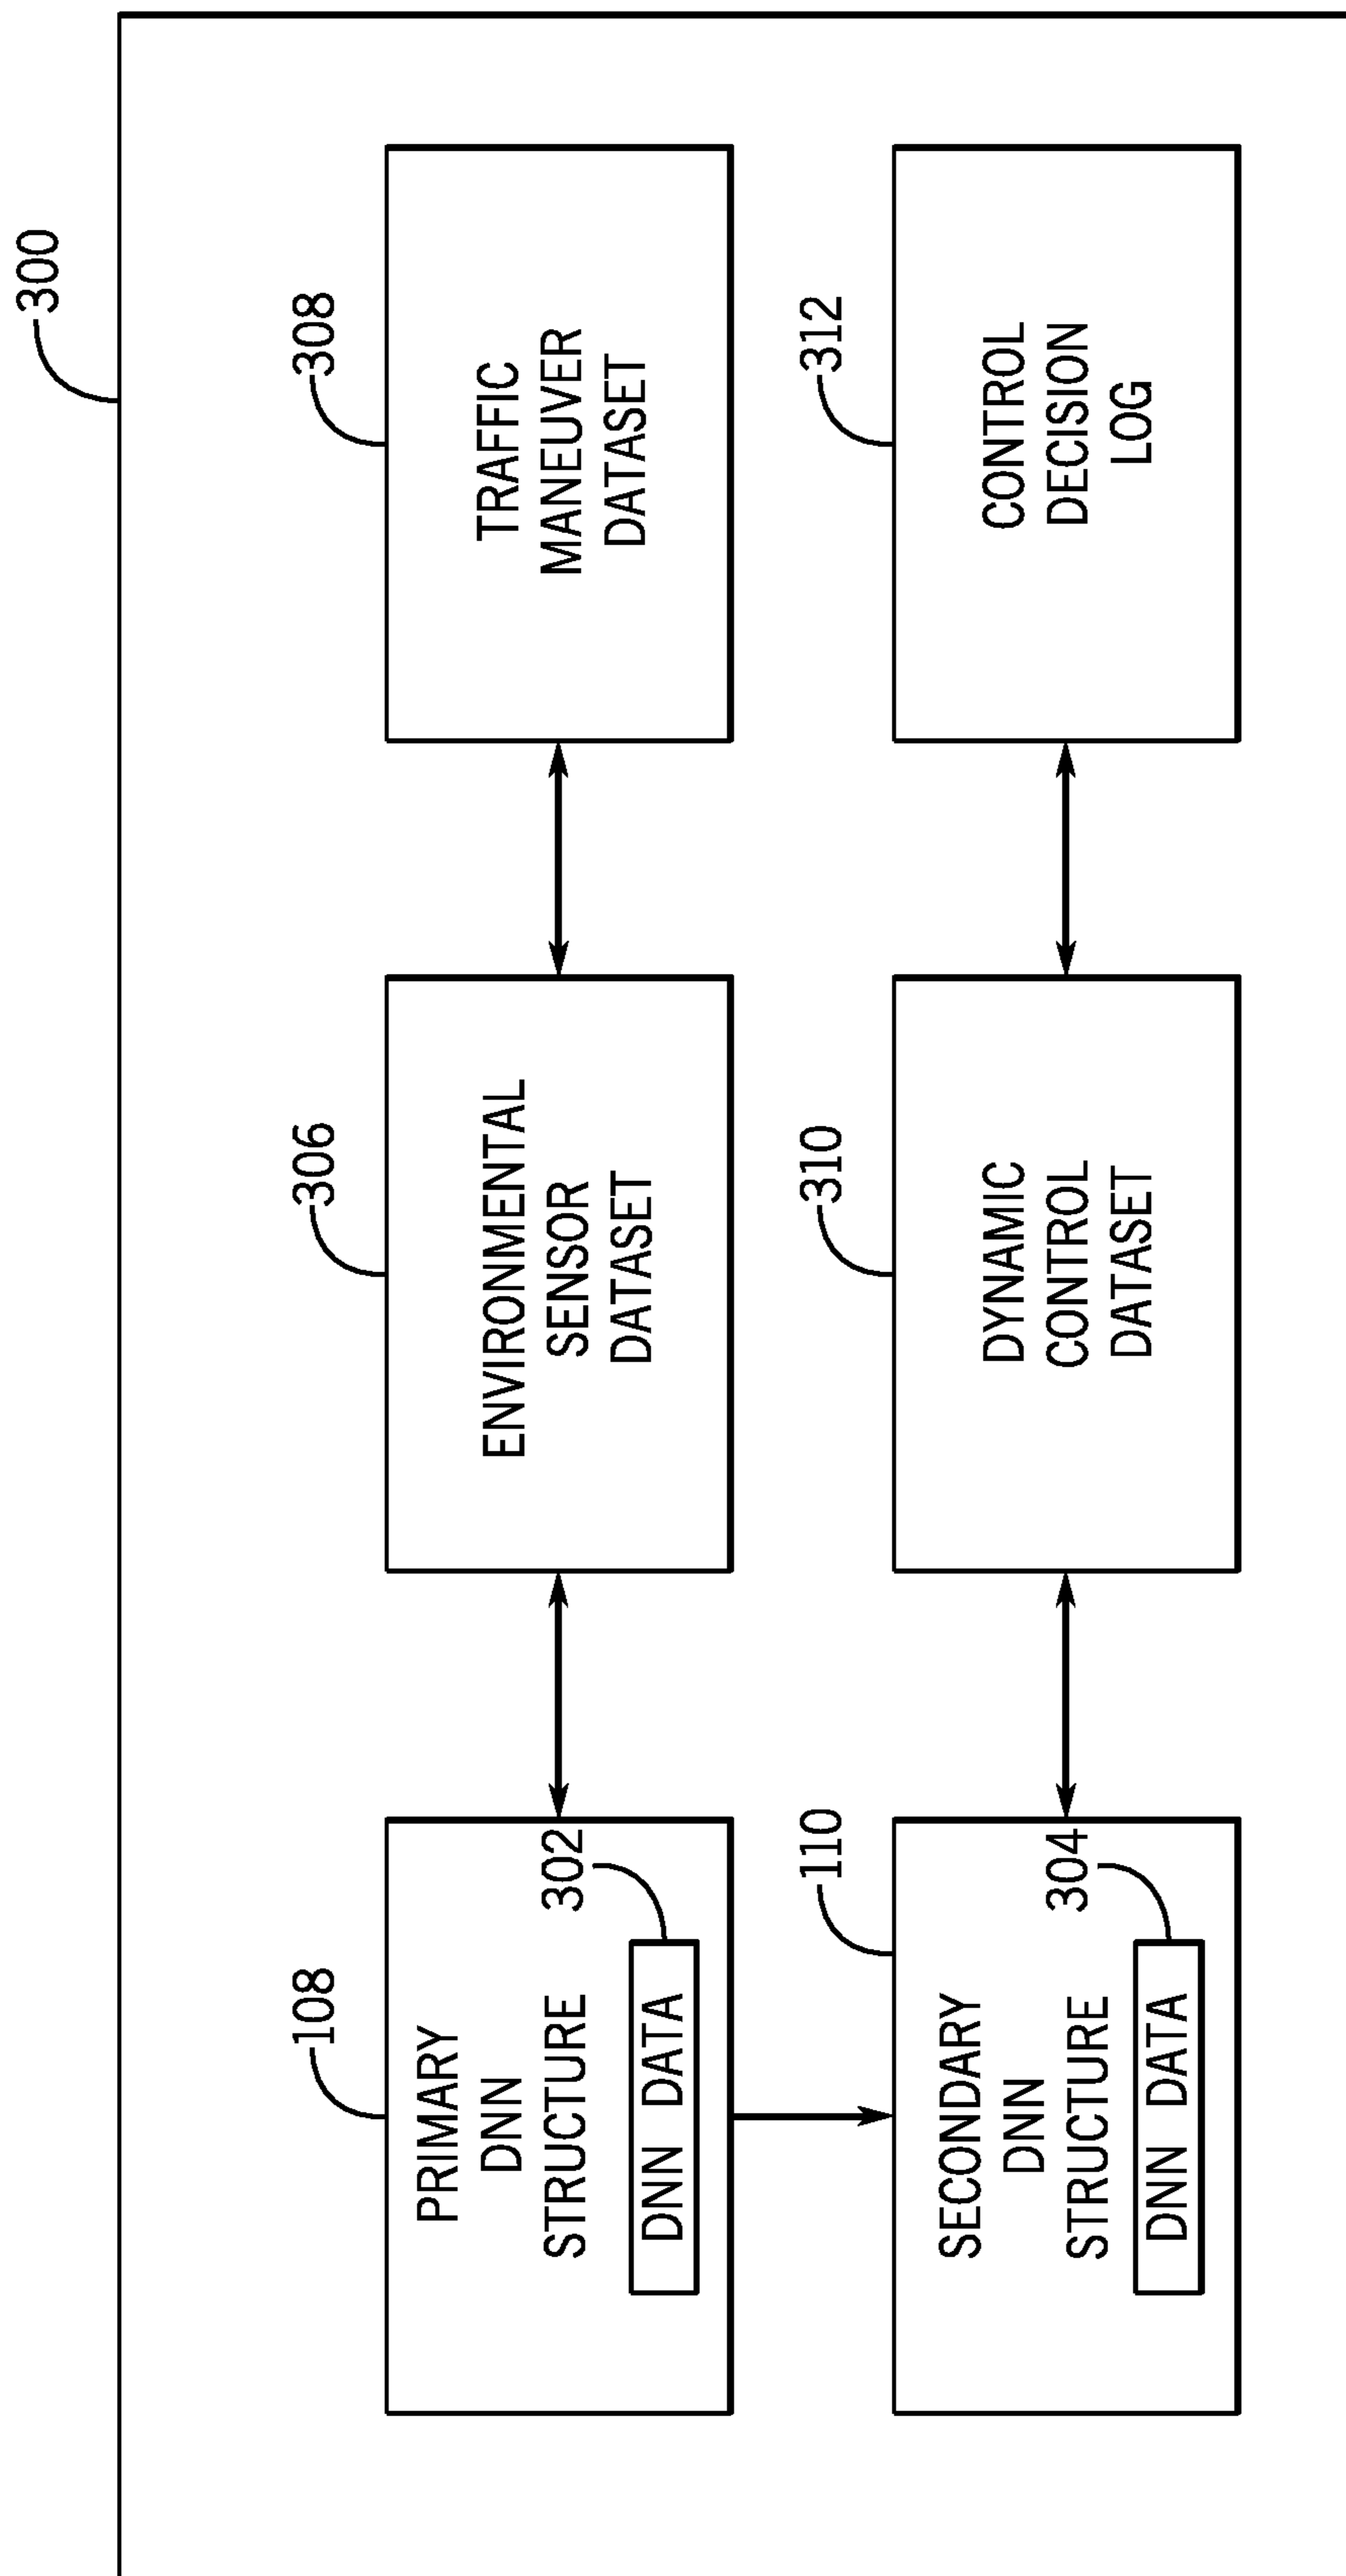 300
108
PRIMARY
DNN
STRUCTURE
302
DNN DATA
306
ENVIRONMENTAL
SENSOR
DATASET
308
TRAFFIC
MANEUVER
DATASET
110
SECONDARY
DNN
STRUCTURE
304
DNN DATA
310
DYNAMIC
CONTROL
DATASET
312
CONTROL
DECISION
LOG